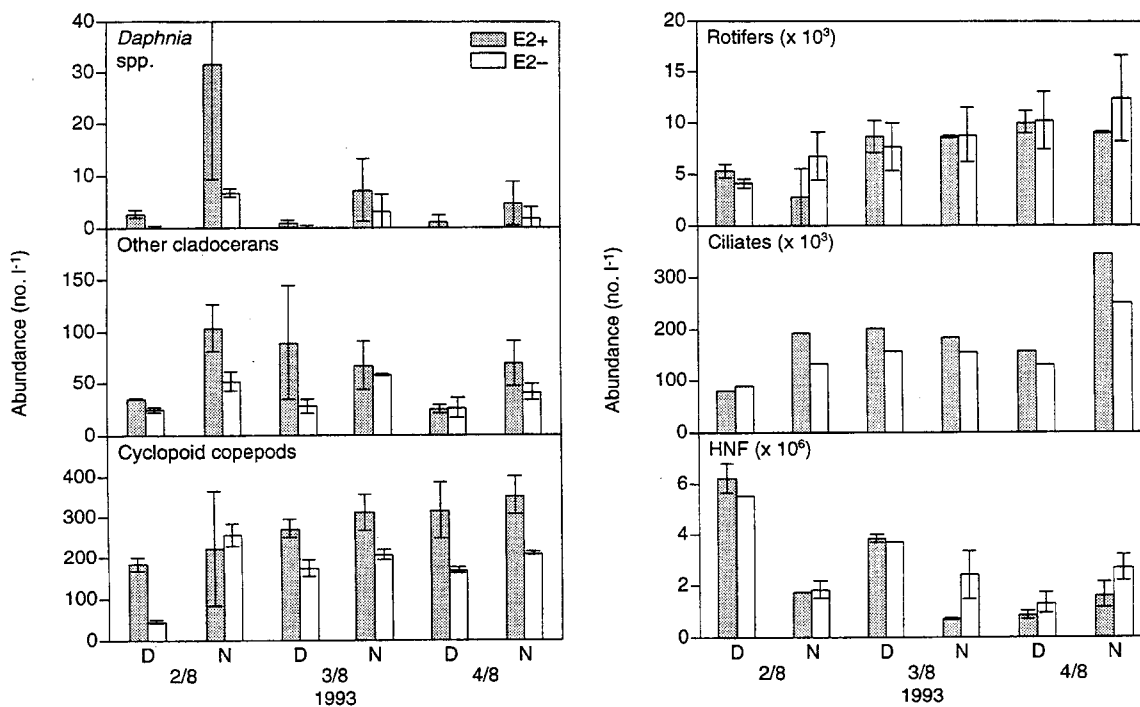 Abundance (no. l⁻¹)
Daphnia
spp.
E2+
E2–
40
30
20
10
0
Other cladocerans
150
100
50
0
Cyclopoid copepods
400
300
200
100
0
D N D N D N
2/8 3/8 4/8
1993
Abundance (no. l⁻¹)
Rotifers (x 10³)
20
15
10
5
0
Ciliates (x 10³)
300
200
100
0
HNF (x 10⁶)
6
4
2
0
D N D N D N
2/8 3/8 4/8
1993